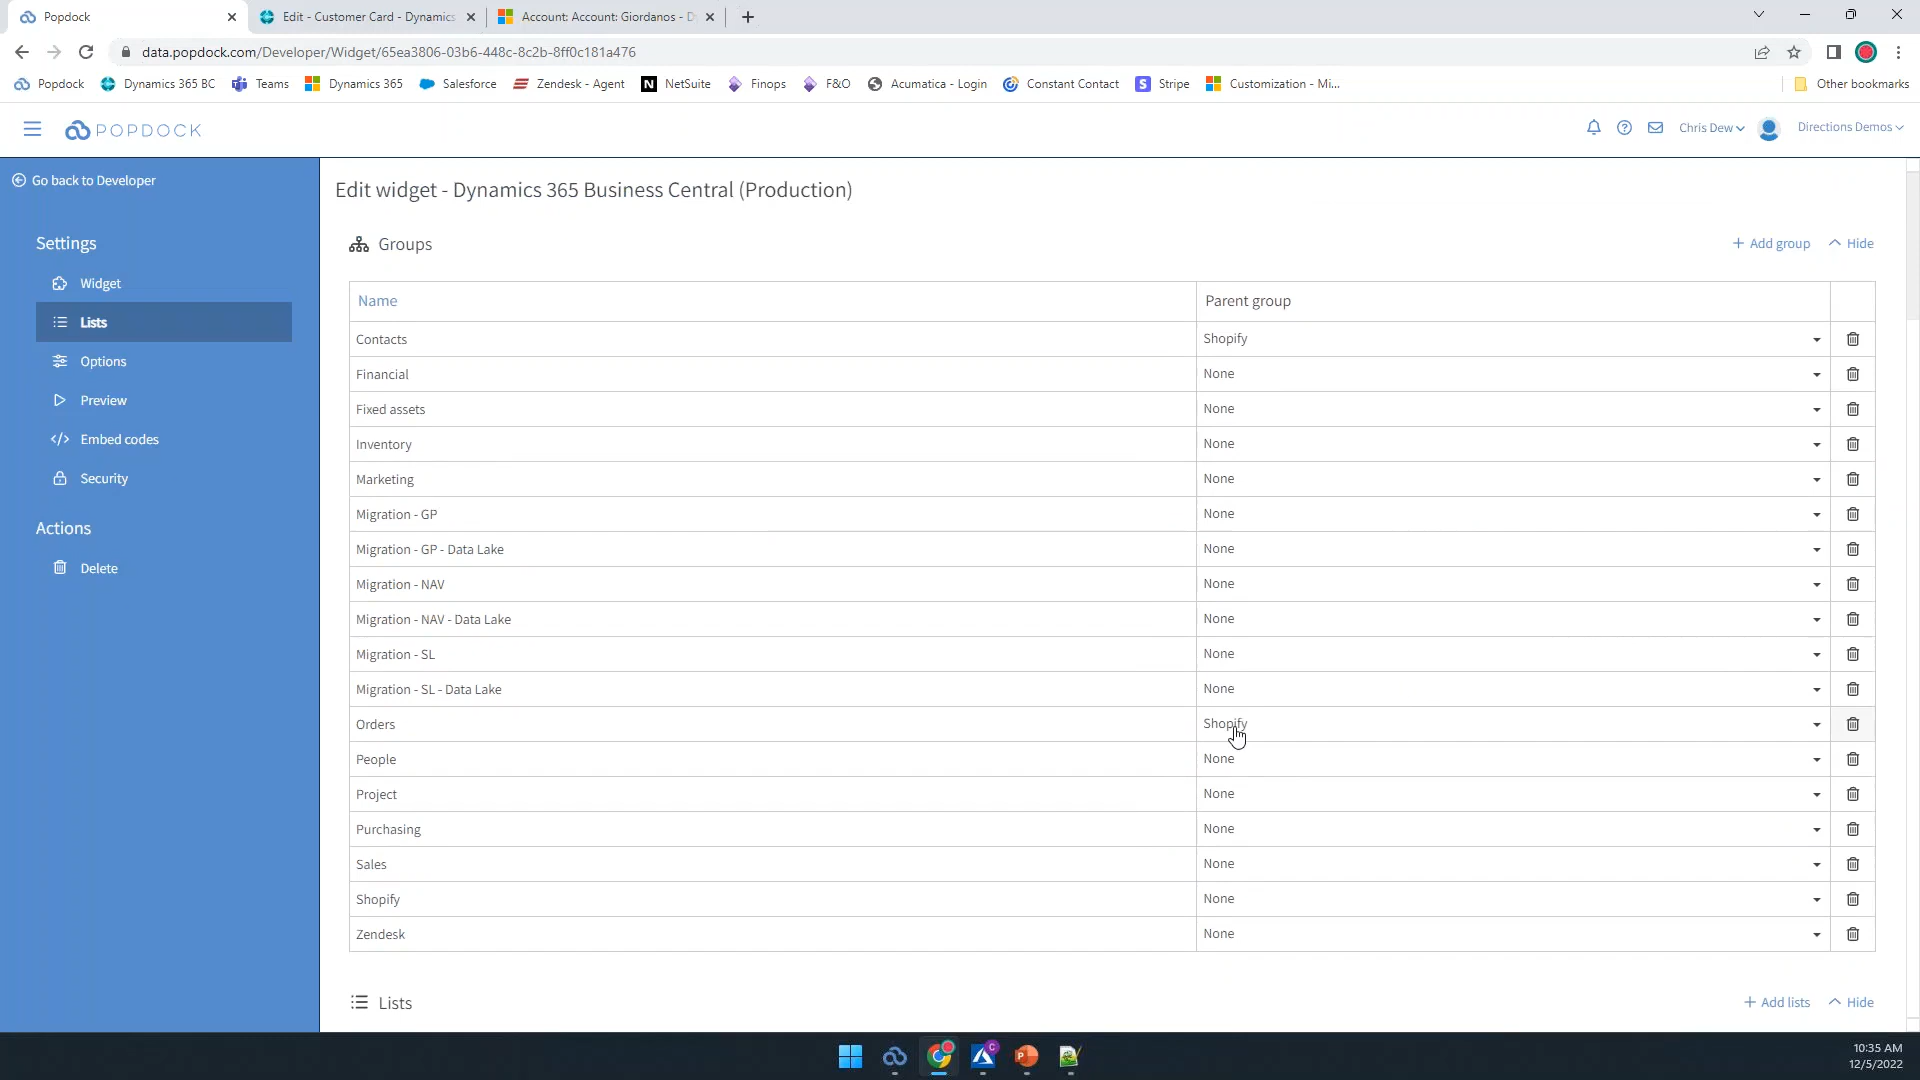 Popdock
Edit - Customer Card - Dynamics
Account: Account: Giordanos - D
data.popdock.com/Developer/Widget/65ea3806-03b6-448c-8c2b-8ff0c181a476
Popdock Dynamics 365 BC Teams Dynamics 365 Salesforce Zendesk - Agent NetSuite Finops F&O Acumatica - Login Constant Contact Stripe Customization - Mi... Other bookmarks
POPDOCK
Chris Dew
Directions Demos
Go back to Developer
Settings
Widget
Lists
Options
Preview
Embed codes
Security
Actions
Delete
Edit widget - Dynamics 365 Business Central (Production)
Groups
+ Add group Hide
Name Parent group
Contacts Shopify
Financial None
Fixed assets None
Inventory None
Marketing None
Migration - GP None
Migration - GP - Data Lake None
Migration - NAV None
Migration - NAV - Data Lake None
Migration - SL None
Migration - SL - Data Lake None
Orders Shopify
People None
Project None
Purchasing None
Sales None
Shopify None
Zendesk None
Lists
+ Add lists Hide
10:35 AM
12/5/2022